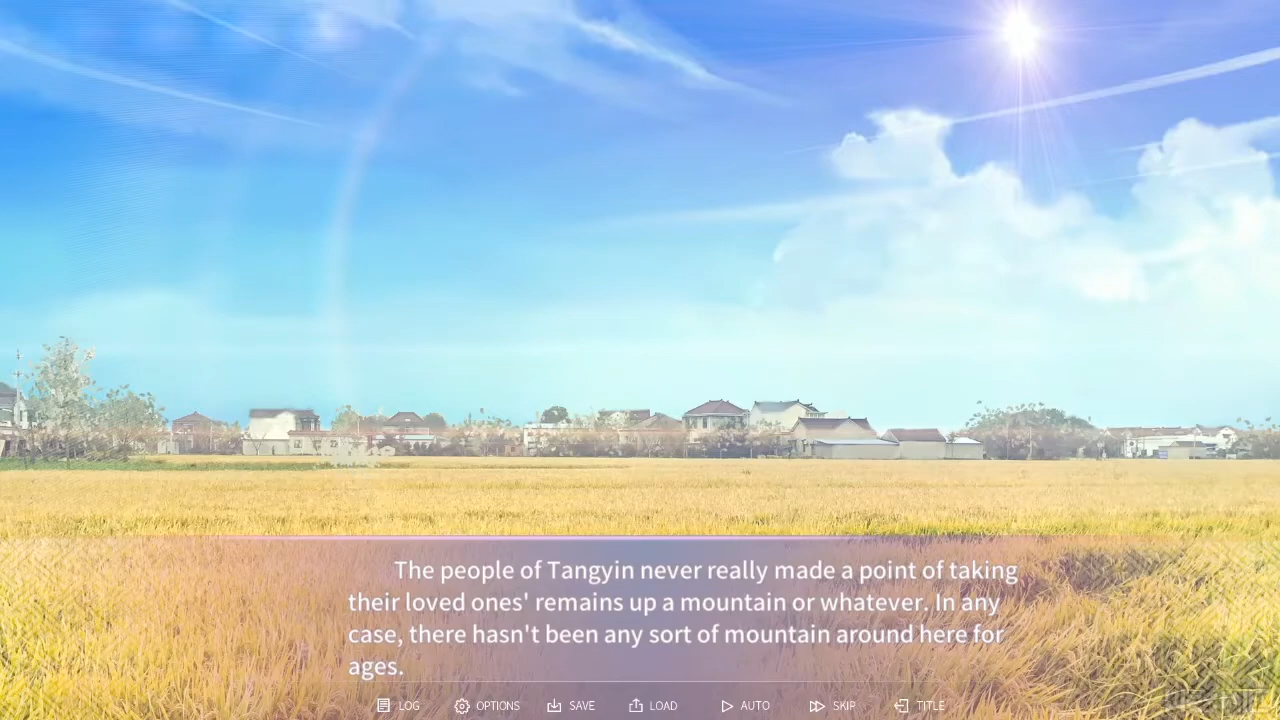 The people of Tangyin never really made a point of taking
their loved ones' remains up a mountain or whatever. In any
case, there hasn't been any sort of mountain around here for
ages.
LOG OPTIONS SAVE LOAD AUTO SKIP TITLE